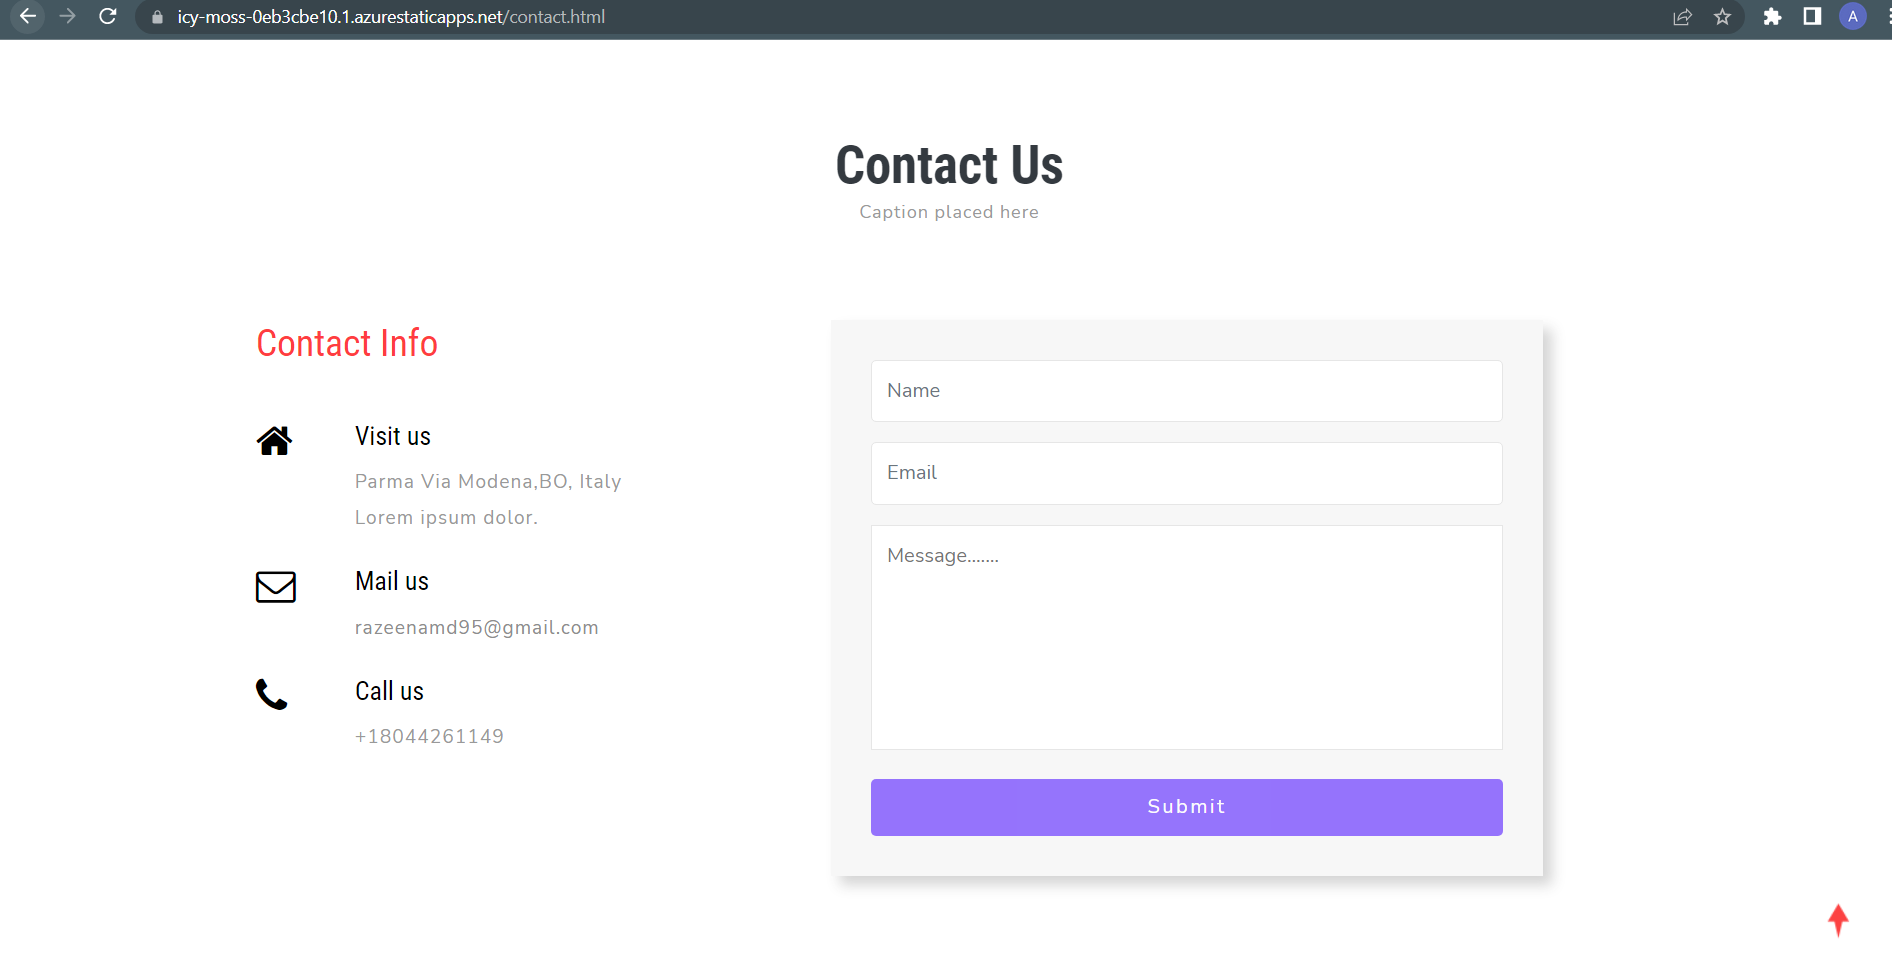 icy-moss-0eb3cbe10.1.azurestaticapps.net/contact.html
A
Contact Us
Caption placed here
Contact Info
Visit us
Parma Via Modena,BO, Italy
Lorem ipsum dolor.
Mail us
razeenamd95@gmail.com
Call us
+18044261149
Name
Email
Message.......
Submit